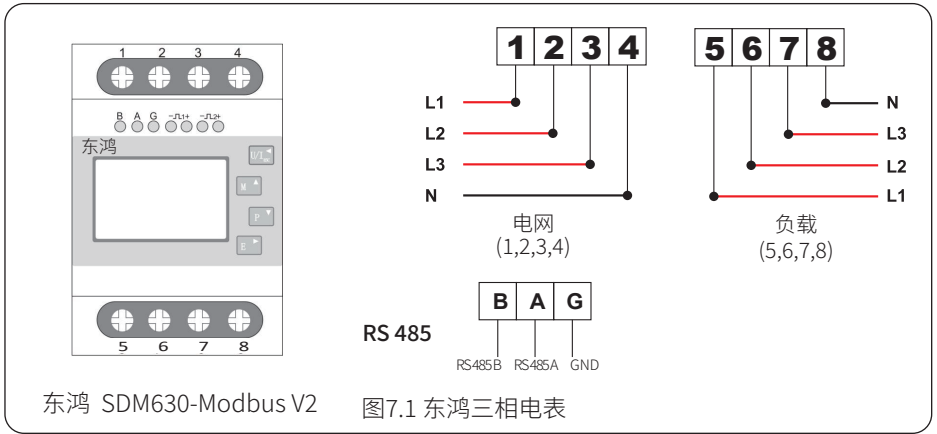 1 2 3 4
B A G -⎍1+ -⎍2+
东鸿
U/I
M
P
E
5 6 7 8
东鸿 SDM630-Modbus V2
1 2 3 4
L1
L2
L3
N
电网
(1,2,3,4)
5 6 7 8
N
L3
L2
L1
负载
(5,6,7,8)
RS 485
B A G
RS485B RS485A GND
图7.1 东鸿三相电表